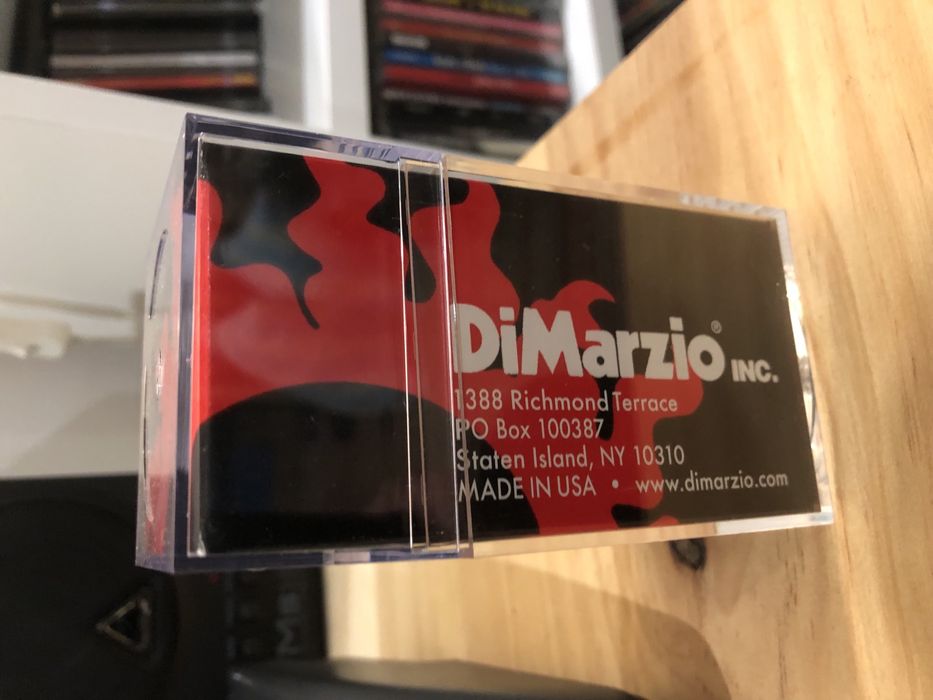 DiMarzio® INC.
1388 Richmond Terrace
PO Box 100387
Staten Island, NY 10310
MADE IN USA • www.dimarzio.com